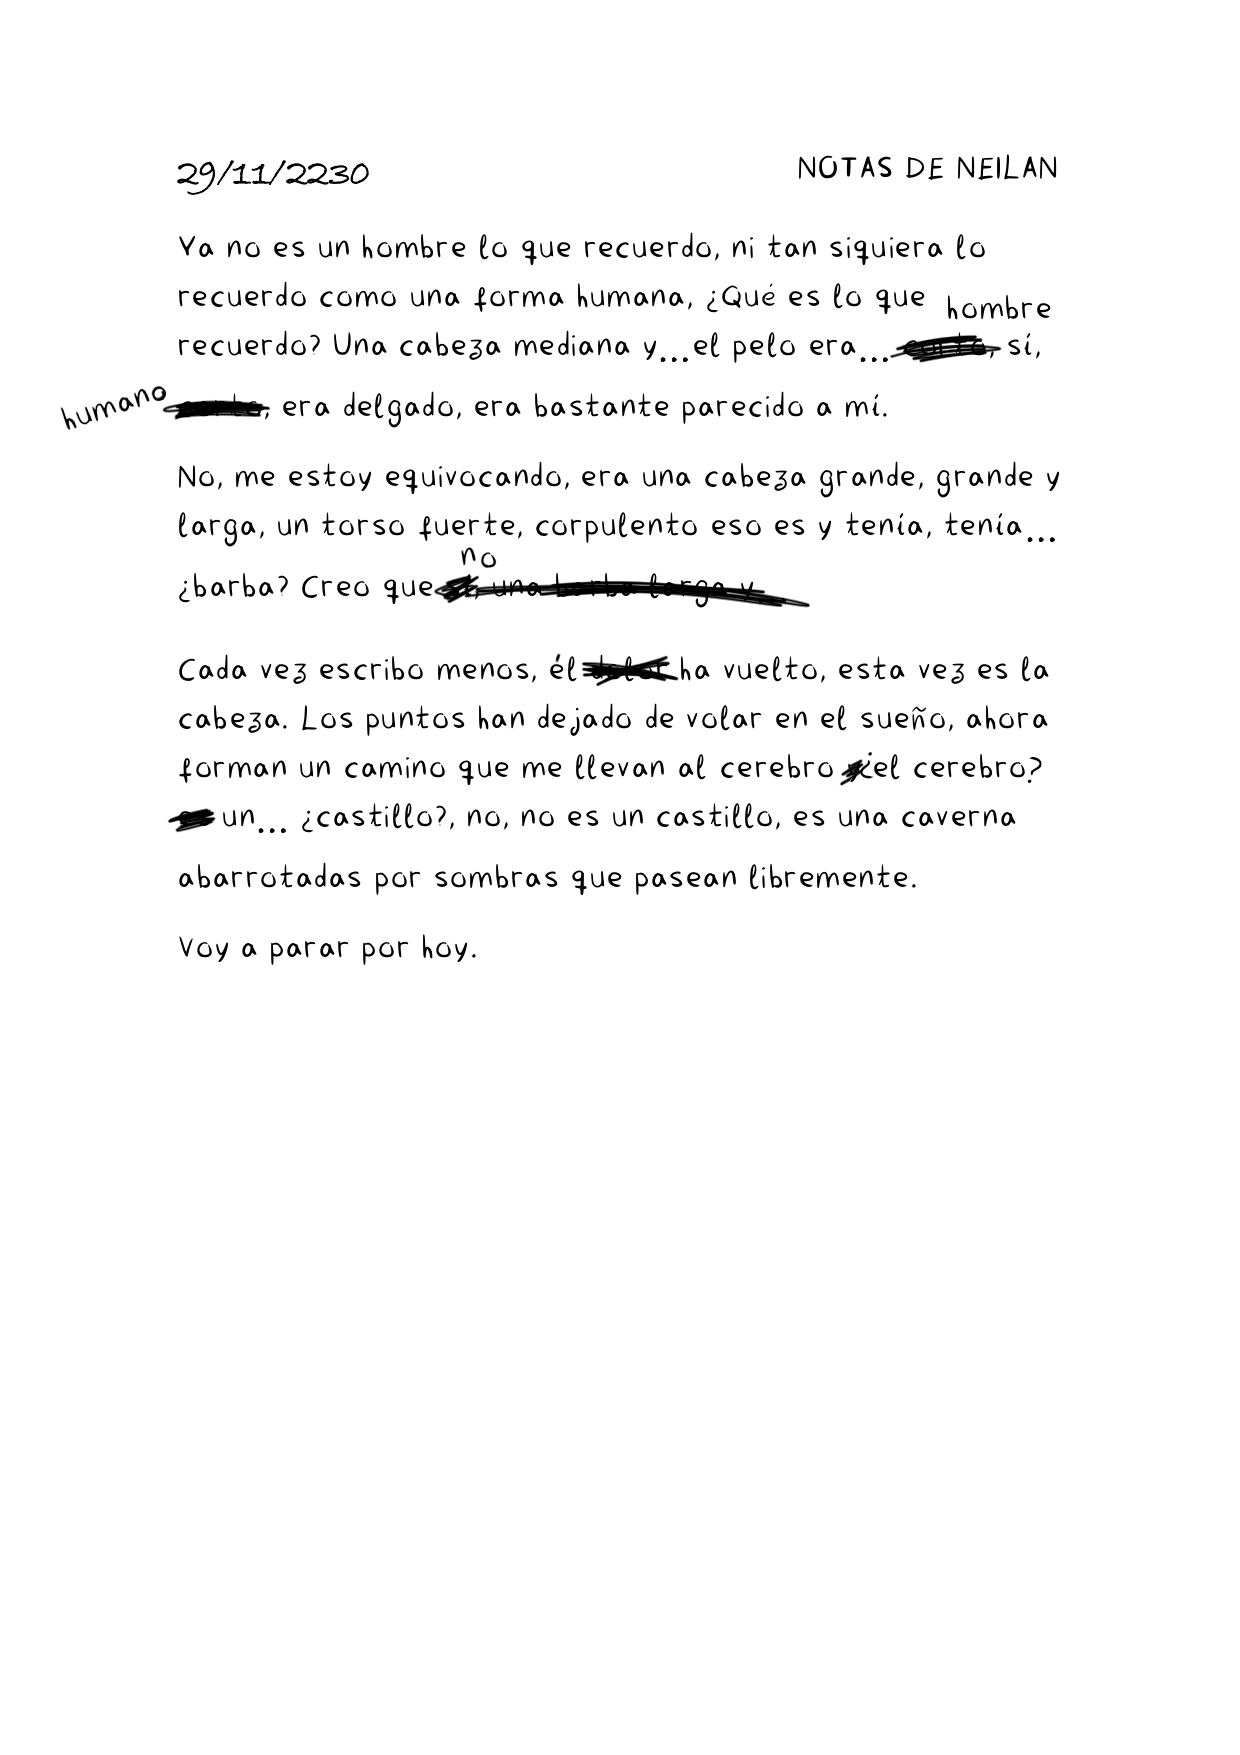 29/11/2230 NOTAS DE NEILAN
Ya no es un hombre lo que recuerdo, ni tan siquiera lo
recuerdo como una forma humana, ¿Qué es lo que
hombre
recuerdo? Una cabeza mediana y...el pelo era... corto, sí,
humano
corto, era delgado, era bastante parecido a mí.
No, me estoy equivocando, era una cabeza grande, grande y
larga, un torso fuerte, corpulento eso es y tenía, tenía...
no
¿barba? Creo que , una barba larga y
Cada vez escribo menos, él dolor ha vuelto, esta vez es la
cabeza. Los puntos han dejado de volar en el sueño, ahora
forman un camino que me llevan al cerebro ¿el cerebro?
un... ¿castillo?, no, no es un castillo, es una caverna
abarrotadas por sombras que pasean libremente.
Voy a parar por hoy.